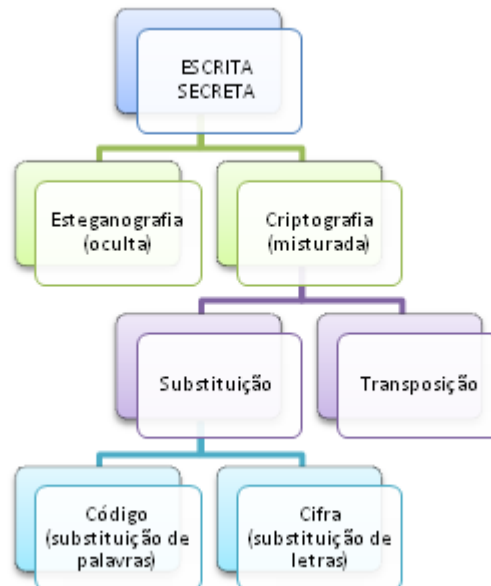 ESCRITA
SECRETA
Esteganografia
(oculta)
Criptografia
(misturada)
Substituição
Transposição
Código
(substituição de
palavras)
Cifra
(substituição de
letras)